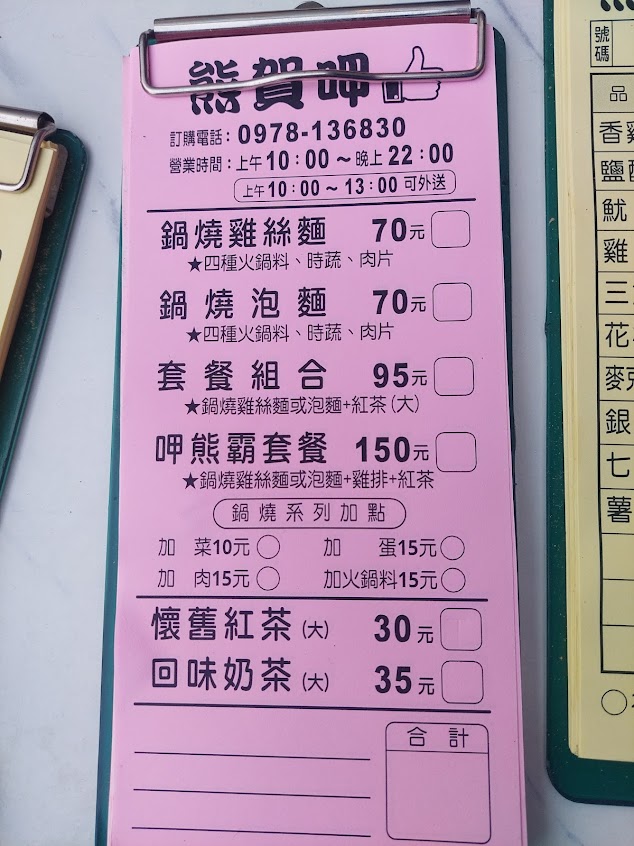 熊賀呷
訂購電話：0978-136830
營業時間：上午10：00～晚上22：00
上午10：00～13：00可外送
鍋燒雞絲麵 70元
★四種火鍋料、時蔬、肉片
鍋燒泡麵 70元
★四種火鍋料、時蔬、肉片
套餐組合 95元
★鍋燒雞絲麵或泡麵+紅茶(大)
呷熊霸套餐 150元
★鍋燒雞絲麵或泡麵+雞排+紅茶
鍋燒系列加點
加 菜10元 加 蛋15元
加 肉15元 加火鍋料15元
懷舊紅茶(大) 30元
回味奶茶(大) 35元
合計
號碼
品
香雞
鹽酥
魷
雞
三
花
麥克
銀
七
薯